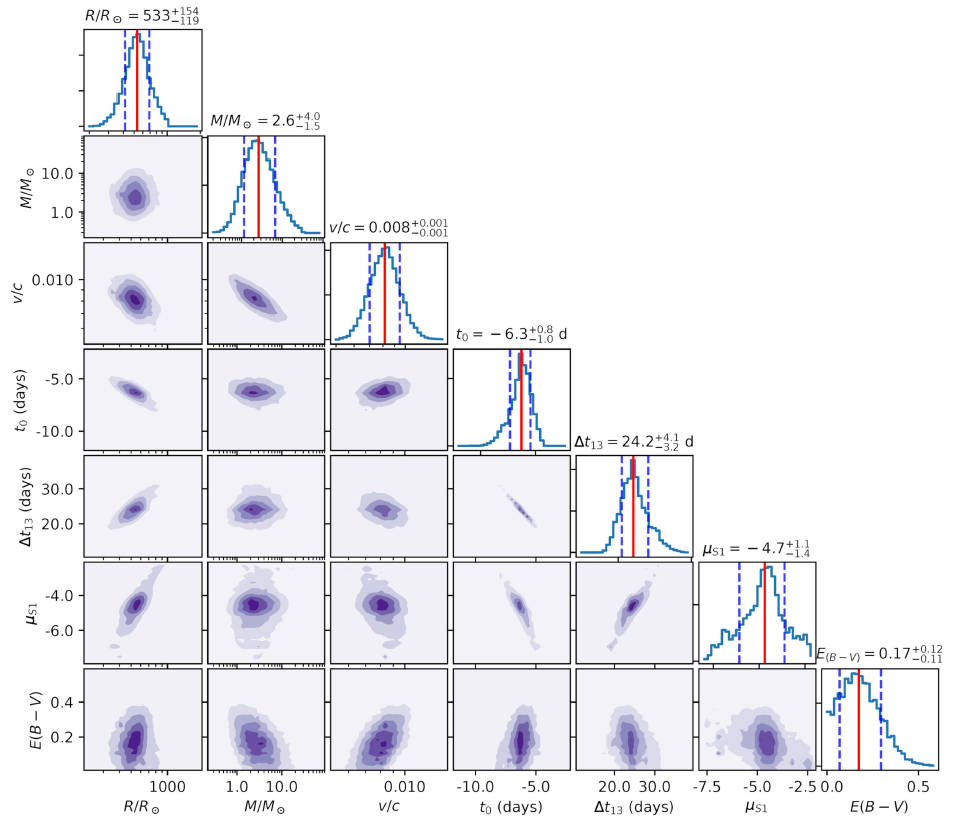 R/R⊙ = 533+154−119
M/M⊙ = 2.6+4.0−1.5
M/M⊙
10.0
1.0
v/c = 0.008+0.001−0.001
v/c
0.010
t0 = −6.3+0.8−1.0 d
t0 (days)
-5.0
-10.0
Δt13 = 24.2+4.1−3.2 d
Δt13 (days)
30.0
20.0
μS1 = −4.7+1.1−1.4
μS1
-4.0
-6.0
E(B−V) = 0.17+0.12−0.11
E(B − V)
0.4
0.2
1000 1.0 10.0 0.010 -10.0 -5.0 20.0 30.0 -7.5 -5.0 -2.5 0.0 0.5
R/R⊙ M/M⊙ v/c t0 (days) Δt13 (days) μS1 E(B − V)